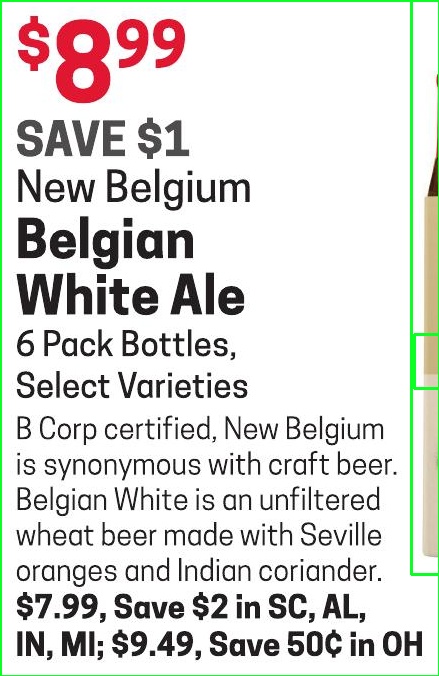 $8.99
SAVE $1
New Belgium
Belgian
White Ale
6 Pack Bottles,
Select Varieties
B Corp certified, New Belgium
is synonymous with craft beer.
Belgian White is an unfiltered
wheat beer made with Seville
oranges and Indian coriander.
$7.99, Save $2 in SC, AL,
IN, MI; $9.49, Save 50¢ in OH